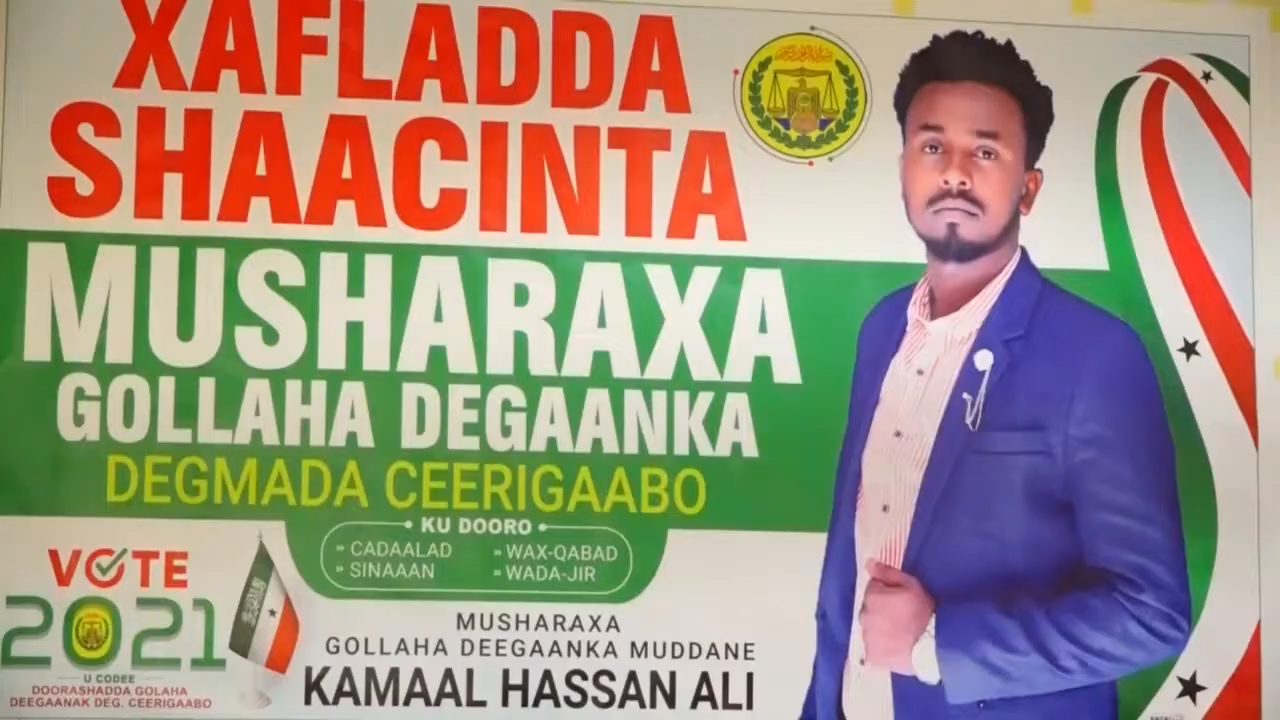 XAFLADDA
SHAACINTA
MUSHARAXA
GOLLAHA DEGAANKA
DEGMADA CEERIGAABO
KU DOORO
» CADAALAD
» WAX-QABAD
» SINAAAN
» WADA-JIR
VOTE
2021
U CODEE
DOORASHADDA GOLAHA
DEEGAANAK DEG. CEERIGAABO
MUSHARAXA
GOLLAHA DEEGAANKA MUDDANE
KAMAAL HASSAN ALI